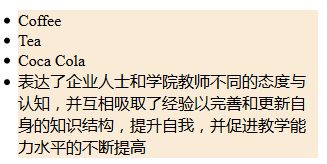 Coffee
Tea
Coca Cola
表达了企业人士和学院教师不同的态度与
认知，并互相吸取了经验以完善和更新自
身的知识结构，提升自我，并促进教学能
力水平的不断提高